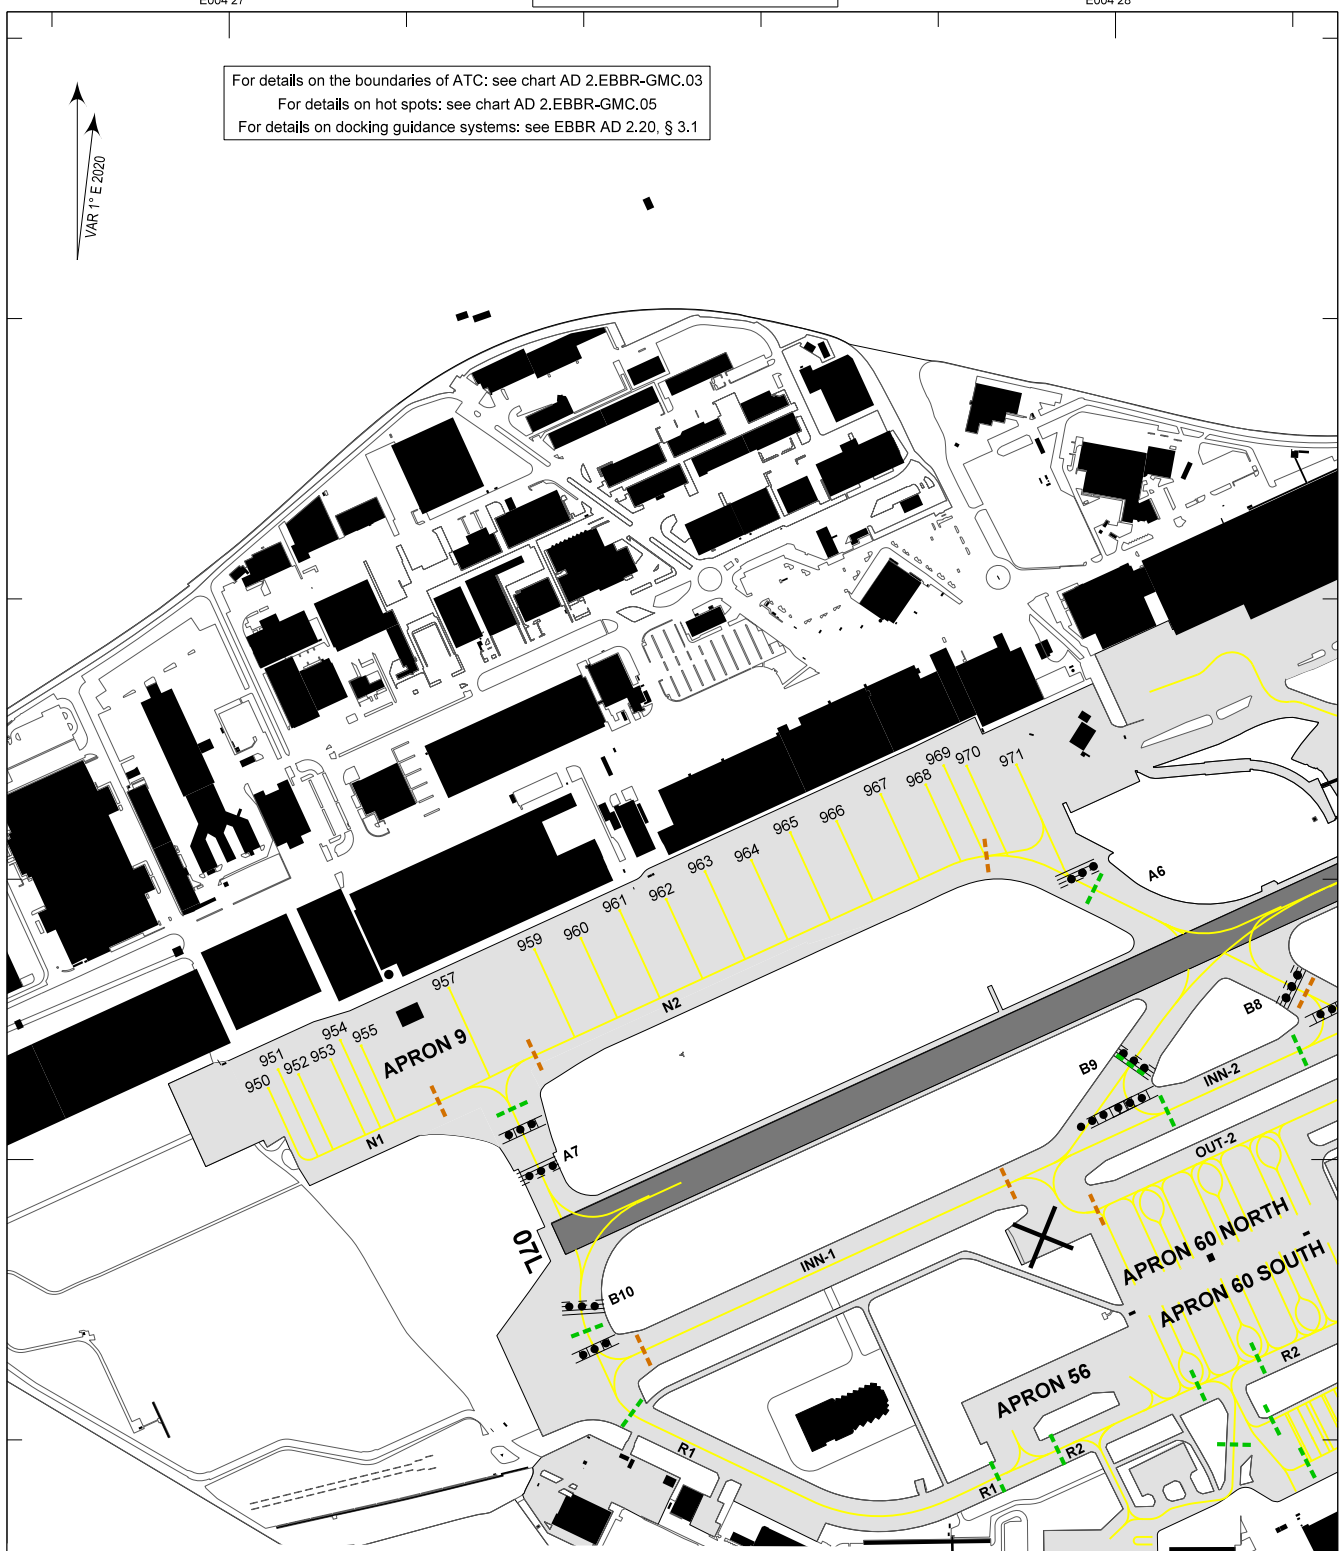 E004 27
E004 28
For details on the boundaries of ATC: see chart AD 2.EBBR-GMC.03
For details on hot spots: see chart AD 2.EBBR-GMC.05
For details on docking guidance systems: see EBBR AD 2.20, § 3.1
VAR 1° E 2020
969
970
971
968
967
966
965
964
963
962
961
960
959
957
A6
N2
B8
954
955
951
952
953
950
APRON 9
B9
INN-2
N1
A7
OUT-2
07L
INN-1
APRON 60 NORTH
APRON 60 SOUTH
B10
R2
APRON 56
R1
R2
R1